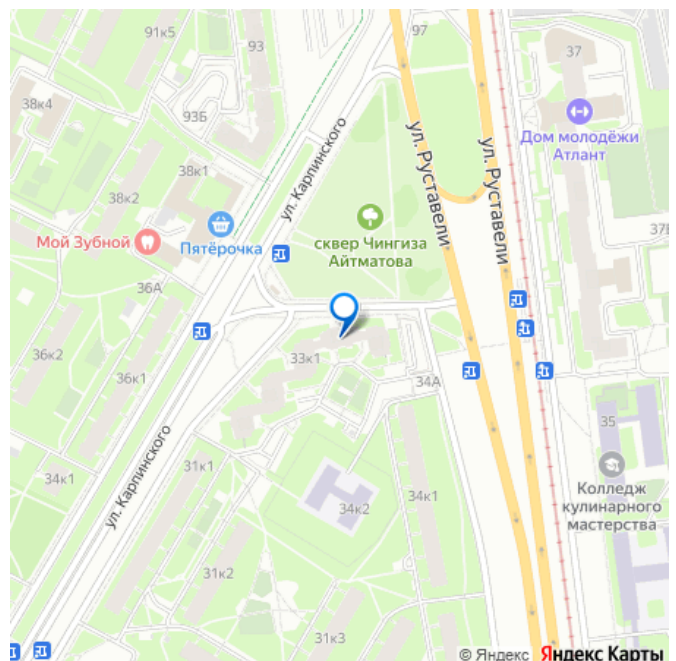 91к5
93
97
37
38к4
93Б
Дом молодёжи
Атлант
ул. Карпинского
ул. Руставели
ул. Руставели
38к1
38к2
Мой Зубной
Пятёрочка
сквер Чингиза
Айтматова
36А
36к2
33к1
36к1
34А
35
ул. Карпинского
31к1
34к1
34к2
34к1
Колледж
кулинарного
мастерства
31к2
31к3
© Яндекс
Яндекс Карты